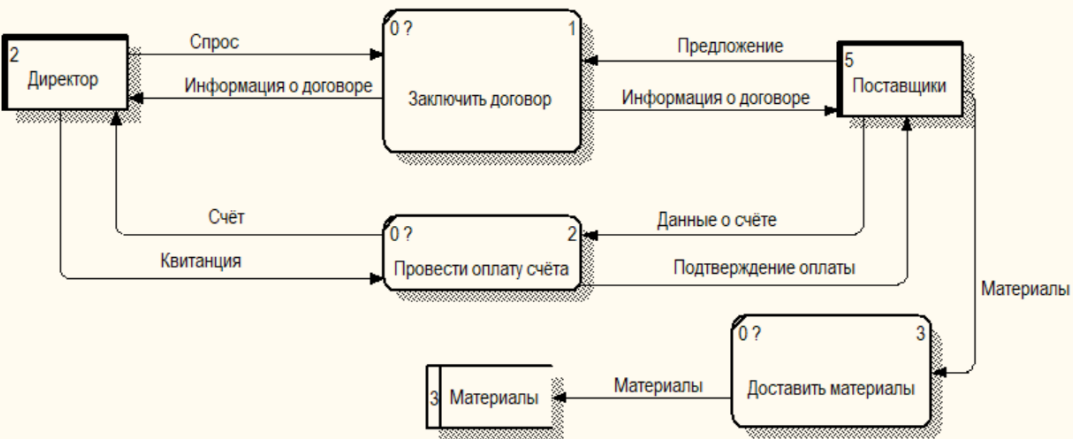 Спрос
0 ?
1
Предложение
2
Директор
5
Поставщики
Информация о договоре
Заключить договор
Информация о договоре
Счёт
Данные о счёте
0 ?
2
Квитанция
Провести оплату счёта
Подтверждение оплаты
Материалы
0 ?
3
Материалы
3
Материалы
Доставить материалы